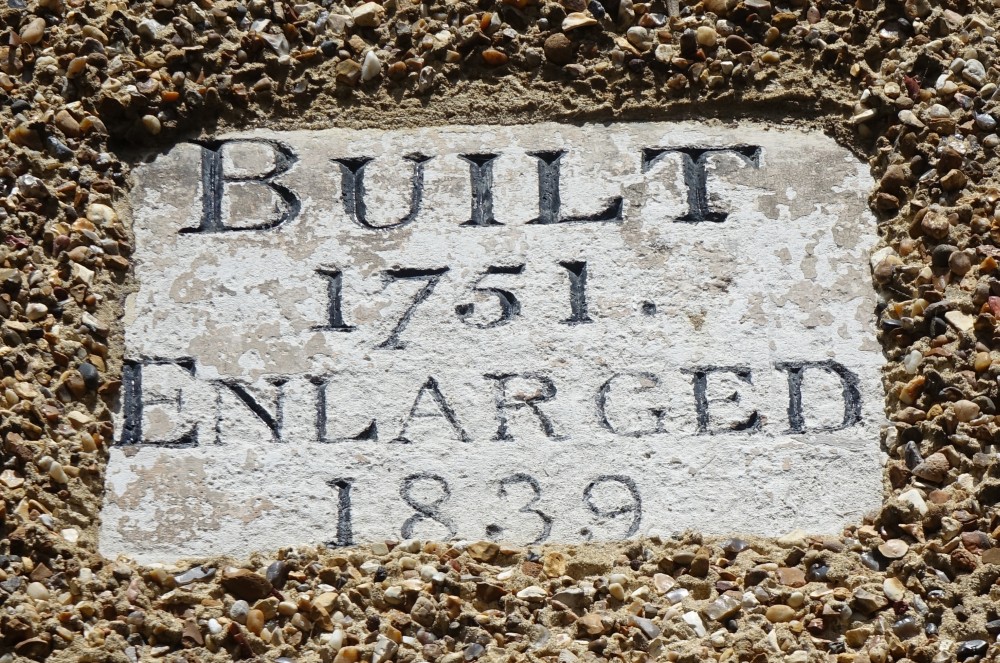 BUILT
1751.
ENLARGED
1839